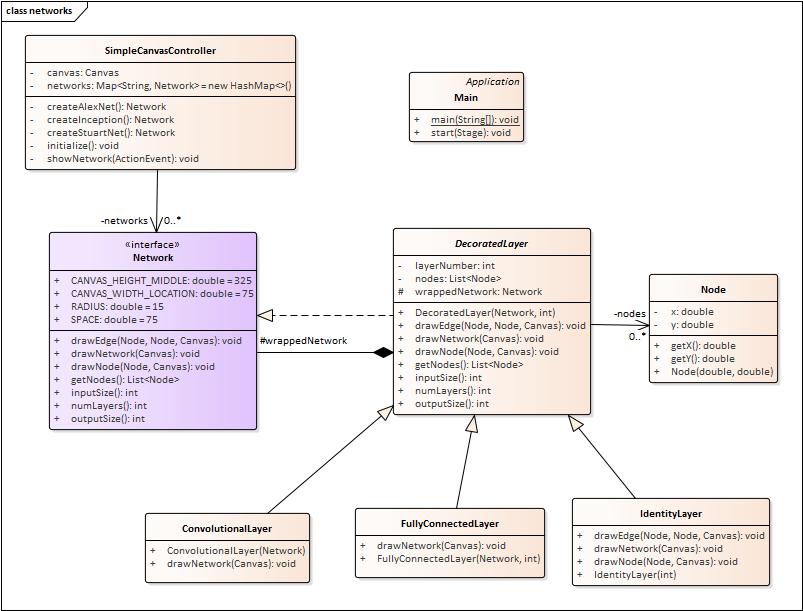 class networks
SimpleCanvasController
- canvas: Canvas
- networks: Map<String, Network> = new HashMap<>()
- createAlexNet(): Network
- createInception(): Network
- createStuartNet(): Network
- initialize(): void
- showNetwork(ActionEvent): void
Application
Main
+ main(String[]): void
+ start(Stage): void
-networks 0..*
«interface»
Network
+ CANVAS_HEIGHT_MIDDLE: double = 325
+ CANVAS_WIDTH_LOCATION: double = 75
+ RADIUS: double = 15
+ SPACE: double = 75
+ drawEdge(Node, Node, Canvas): void
+ drawNetwork(Canvas): void
+ drawNode(Node, Canvas): void
+ getNodes(): List<Node>
+ inputSize(): int
+ numLayers(): int
+ outputSize(): int
#wrappedNetwork
DecoratedLayer
- layerNumber: int
- nodes: List<Node>
# wrappedNetwork: Network
+ DecoratedLayer(Network, int)
+ drawEdge(Node, Node, Canvas): void
+ drawNetwork(Canvas): void
+ drawNode(Node, Canvas): void
+ getNodes(): List<Node>
+ inputSize(): int
+ numLayers(): int
+ outputSize(): int
-nodes
0..*
Node
- x: double
- y: double
+ getX(): double
+ getY(): double
+ Node(double, double)
ConvolutionalLayer
+ ConvolutionalLayer(Network)
+ drawNetwork(Canvas): void
FullyConnectedLayer
+ drawNetwork(Canvas): void
+ FullyConnectedLayer(Network, int)
IdentityLayer
+ drawEdge(Node, Node, Canvas): void
+ drawNetwork(Canvas): void
+ drawNode(Node, Canvas): void
+ IdentityLayer(int)